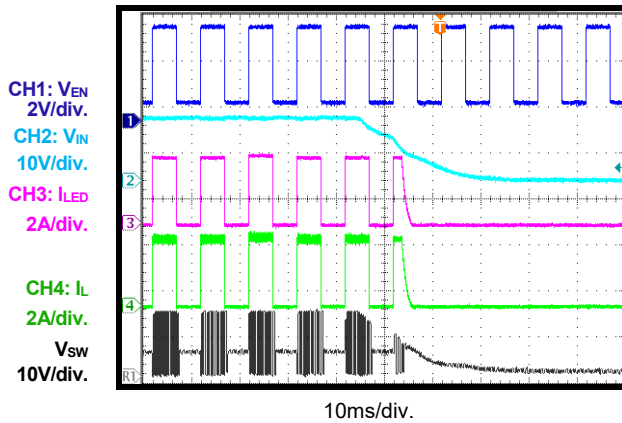 T
CH1: VEN
2V/div.
1
CH2: VIN
10V/div.
2
CH3: ILED
3
2A/div.
CH4: IL
4
2A/div.
VSW
10V/div.
R1
10ms/div.